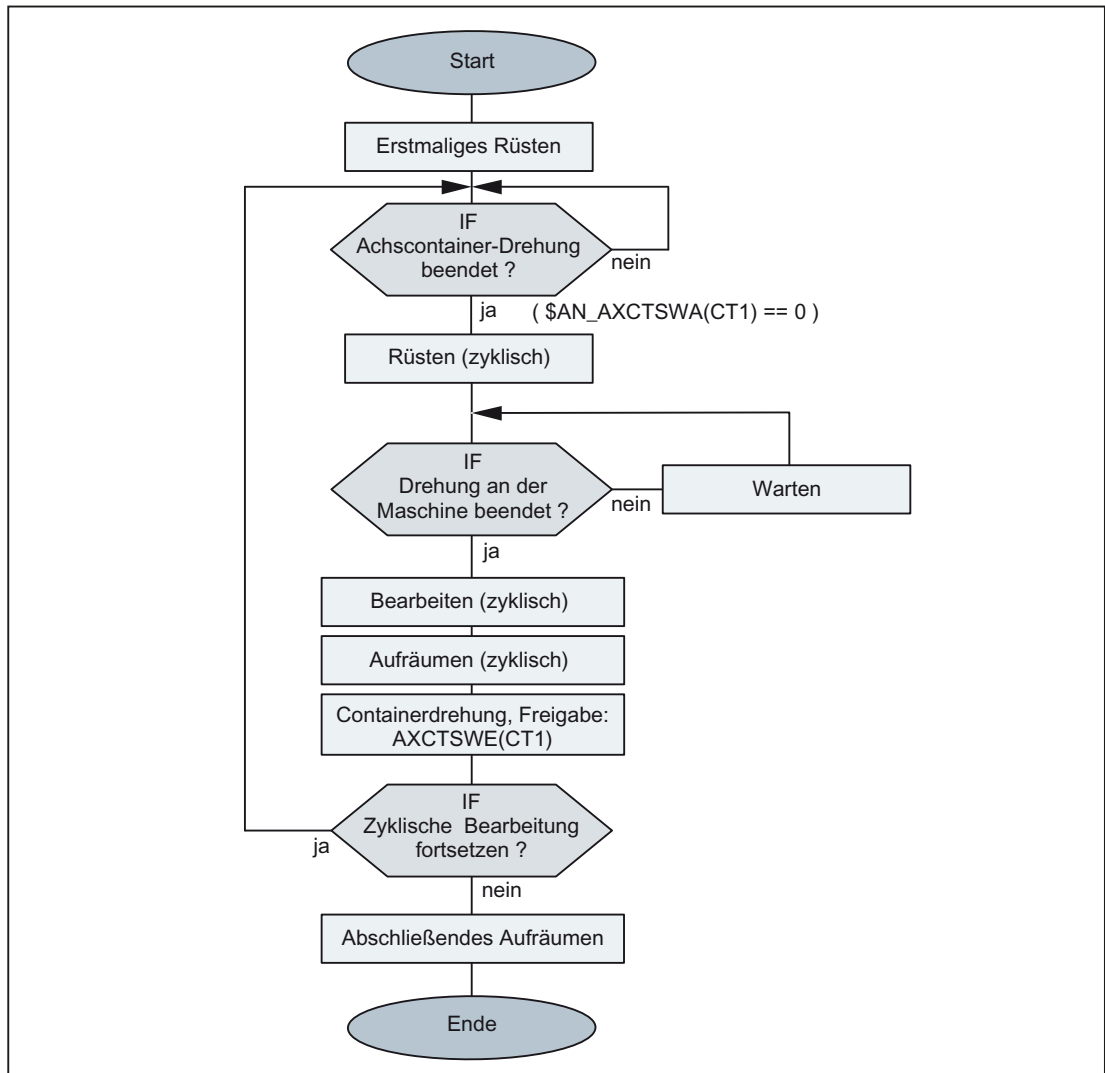 Start
Erstmaliges Rüsten
IF
Achscontainer-Drehung
beendet ?
nein
ja
( $AN_AXCTSWA(CT1) == 0 )
Rüsten (zyklisch)
IF
Drehung an der
Maschine beendet ?
nein
Warten
ja
Bearbeiten (zyklisch)
Aufräumen (zyklisch)
Containerdrehung, Freigabe:
AXCTSWE(CT1)
IF
Zyklische Bearbeitung
fortsetzen ?
ja
nein
Abschließendes Aufräumen
Ende